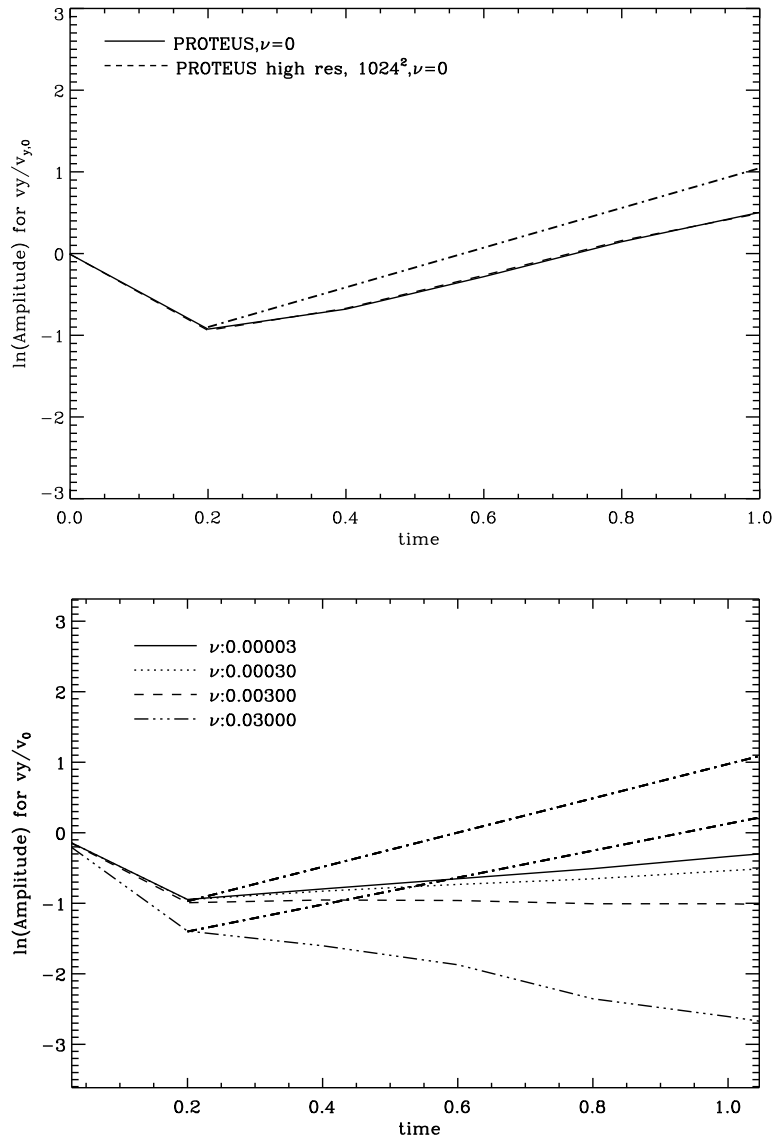 3
2
1
0
−1
−2
−3
ln(Amplitude) for vy/v_{y,0}
PROTEUS,ν=0
PROTEUS high res, 1024²,ν=0
0.0 0.2 0.4 0.6 0.8 1.0
time
3
2
1
0
−1
−2
−3
ln(Amplitude) for vy/v₀
ν:0.00003
ν:0.00030
ν:0.00300
ν:0.03000
0.2 0.4 0.6 0.8 1.0
time